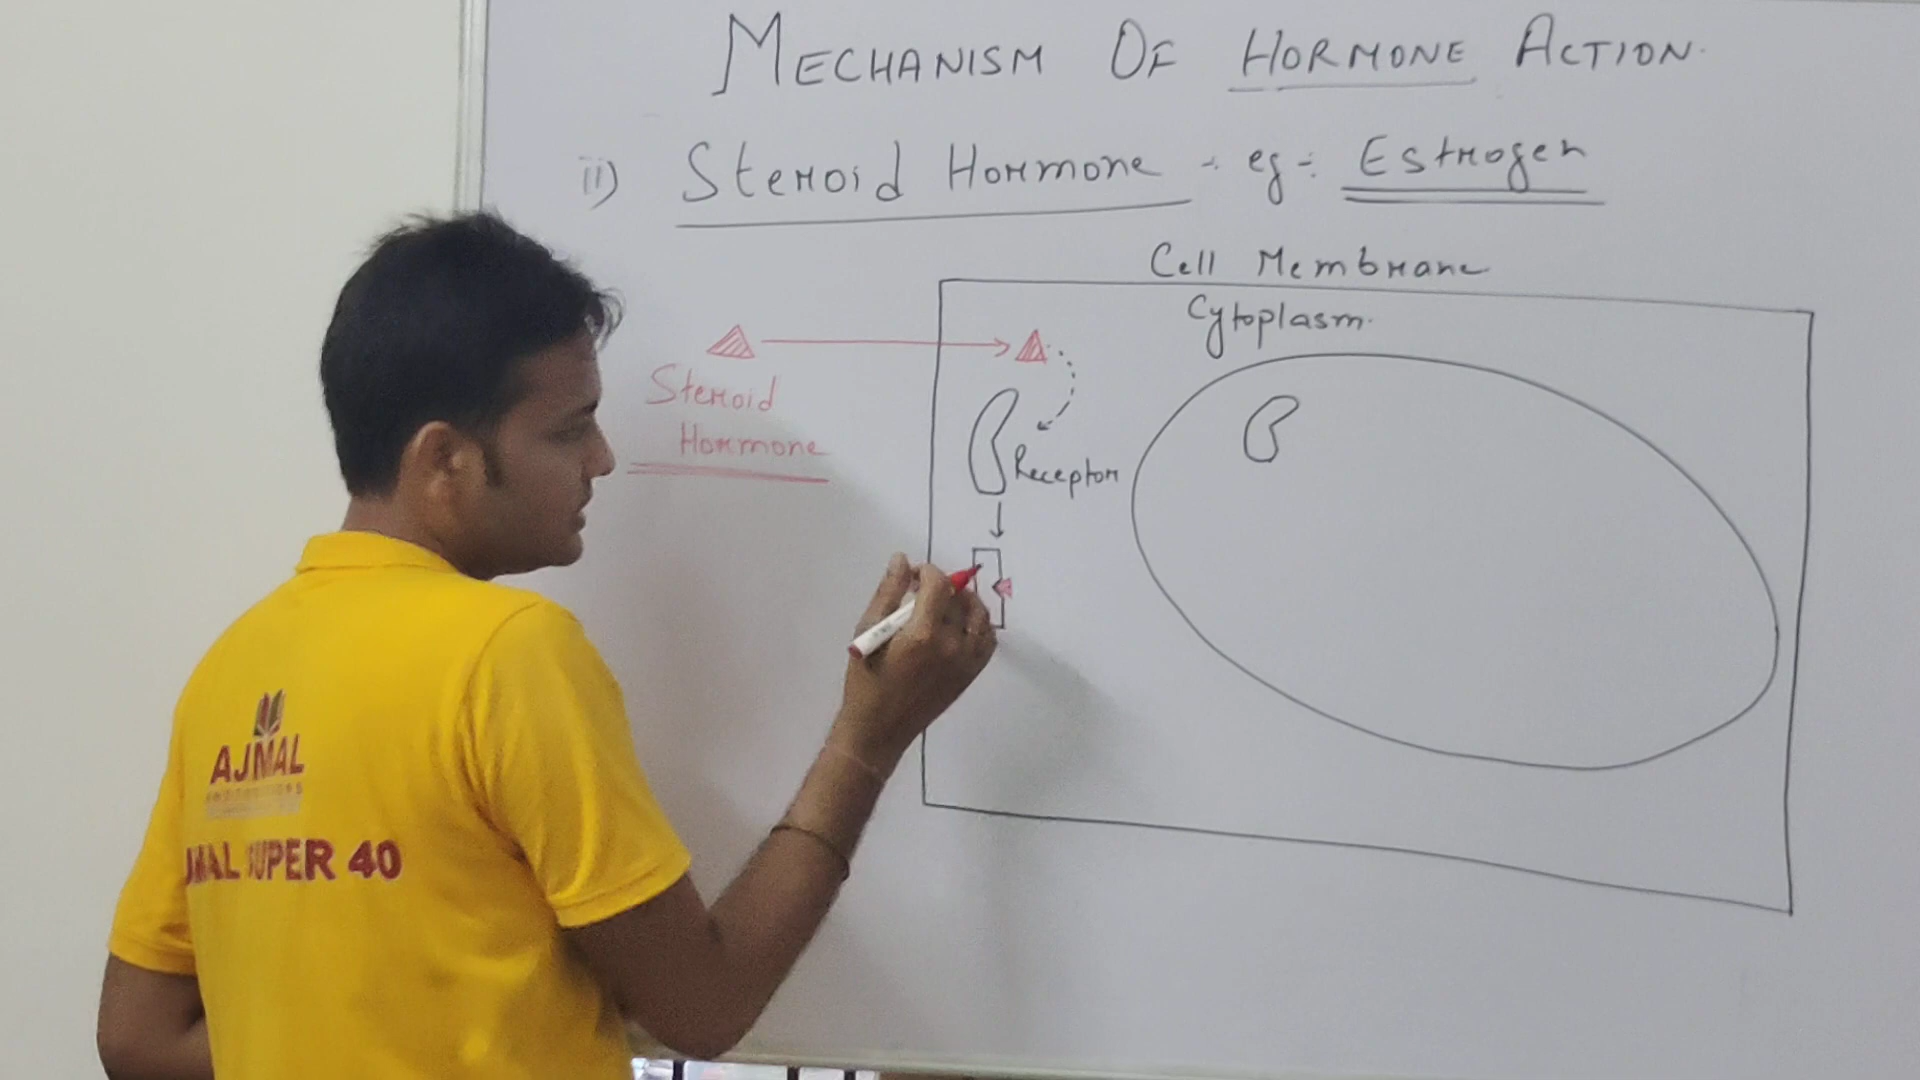 MECHANISM OF HORMONE ACTION.
ii) Steroid Hormone - eg - Estrogen
Cell Membrane
Cytoplasm.
Steroid
Hormone
Receptor
AJMAL
SUPER 40